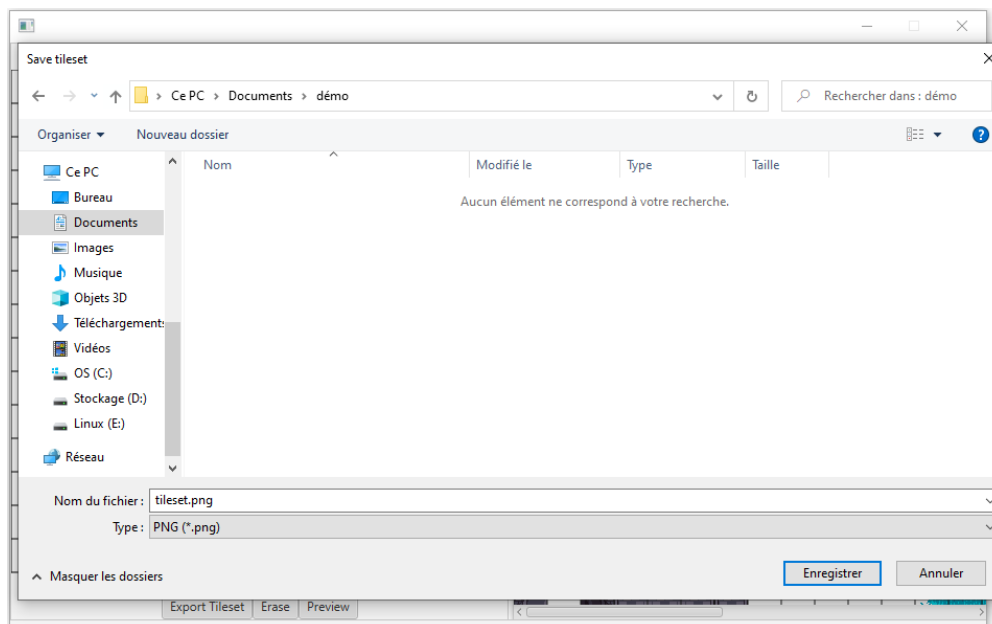 Save tileset
Ce PC > Documents > démo
Rechercher dans : démo
Organiser
Nouveau dossier
Nom
Modifié le
Type
Taille
Aucun élément ne correspond à votre recherche.
Ce PC
Bureau
Documents
Images
Musique
Objets 3D
Téléchargement
Vidéos
OS (C:)
Stockage (D:)
Linux (E:)
Réseau
Nom du fichier : tileset.png
Type : PNG (*.png)
Masquer les dossiers
Enregistrer
Annuler
Export Tileset
Erase
Preview